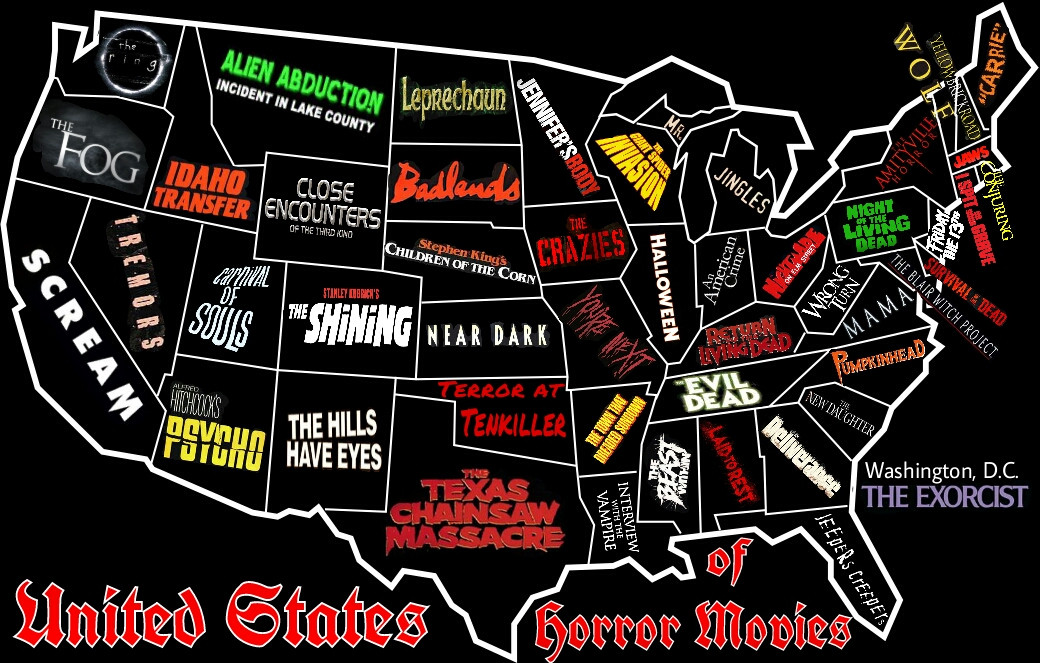 the
ring
THE
FOG
SCREAM
TREMORS
IDAHO
TRANSFER
ALIEN ABDUCTION
INCIDENT IN LAKE COUNTY
CLOSE
ENCOUNTERS
OF THE THIRD KIND
CARNIVAL
OF
SOULS
STANLEY KUBRICK'S
THE SHiNiNG
ALFRED
HITCHCOCK'S
PSYCHO
THE HILLS
HAVE EYES
Leprechaun
Badlands
Stephen King's
CHILDREN OF THE CORN
NEAR DARK
TERROR AT
TENKILLER
THE
TEXAS
CHAINSAW
MASSACRE
JENNIFER'S BODY
THE
CRAZIES
YOU'RE NEXT
THE TOWN THAT
DREADED SUNDOWN
INTERVIEW
WITH THE
VAMPIRE
THE GIANT SPIDER
INVASION
HALLOWEEN
MR.
JINGLES
An
American
Crime
A Nightmare
ON ELM STREET
RETURN
OF THE
LIVING DEAD
THE EVIL
DEAD
THE
BEAST
WITHIN
LAID TO REST
Deliverance
JEEPERS CREEPERS
THE
NEW DAUGHTER
PUMPKINHEAD
WRONG
TURN
MAMA
THE BLAIR WITCH PROJECT
SURVIVAL OF THE DEAD
NIGHT
OF THE
LIVING
DEAD
FRIDAY
THE 13TH
AMITYVILLE
HORROR
WOLF
YELLOWBRICKROAD
"CARRIE"
JAWS
THE
CONJURING
I SPIT ON YOUR GRAVE
Washington, D.C.
THE EXORCIST
United States
of
Horror Movies